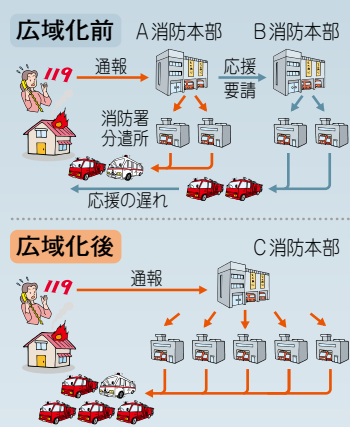 広域化前
A消防本部
B消防本部
119
通報
応援
要請
消防署
分遣所
応援の遅れ
広域化後
C消防本部
119
通報